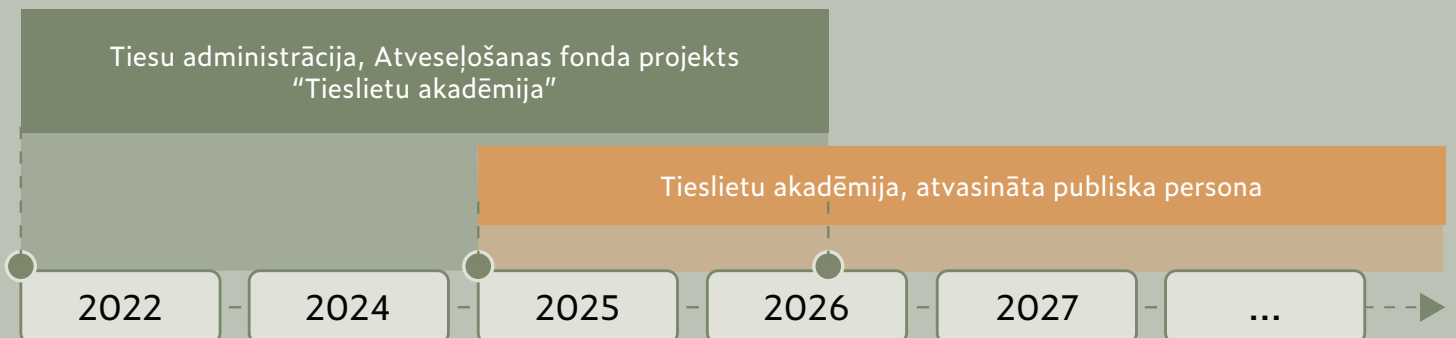 Tiesu administrācija, Atveseļošanas fonda projekts
“Tieslietu akadēmija”
Tieslietu akadēmija, atvasināta publiska persona
2022
2024
2025
2026
2027
...